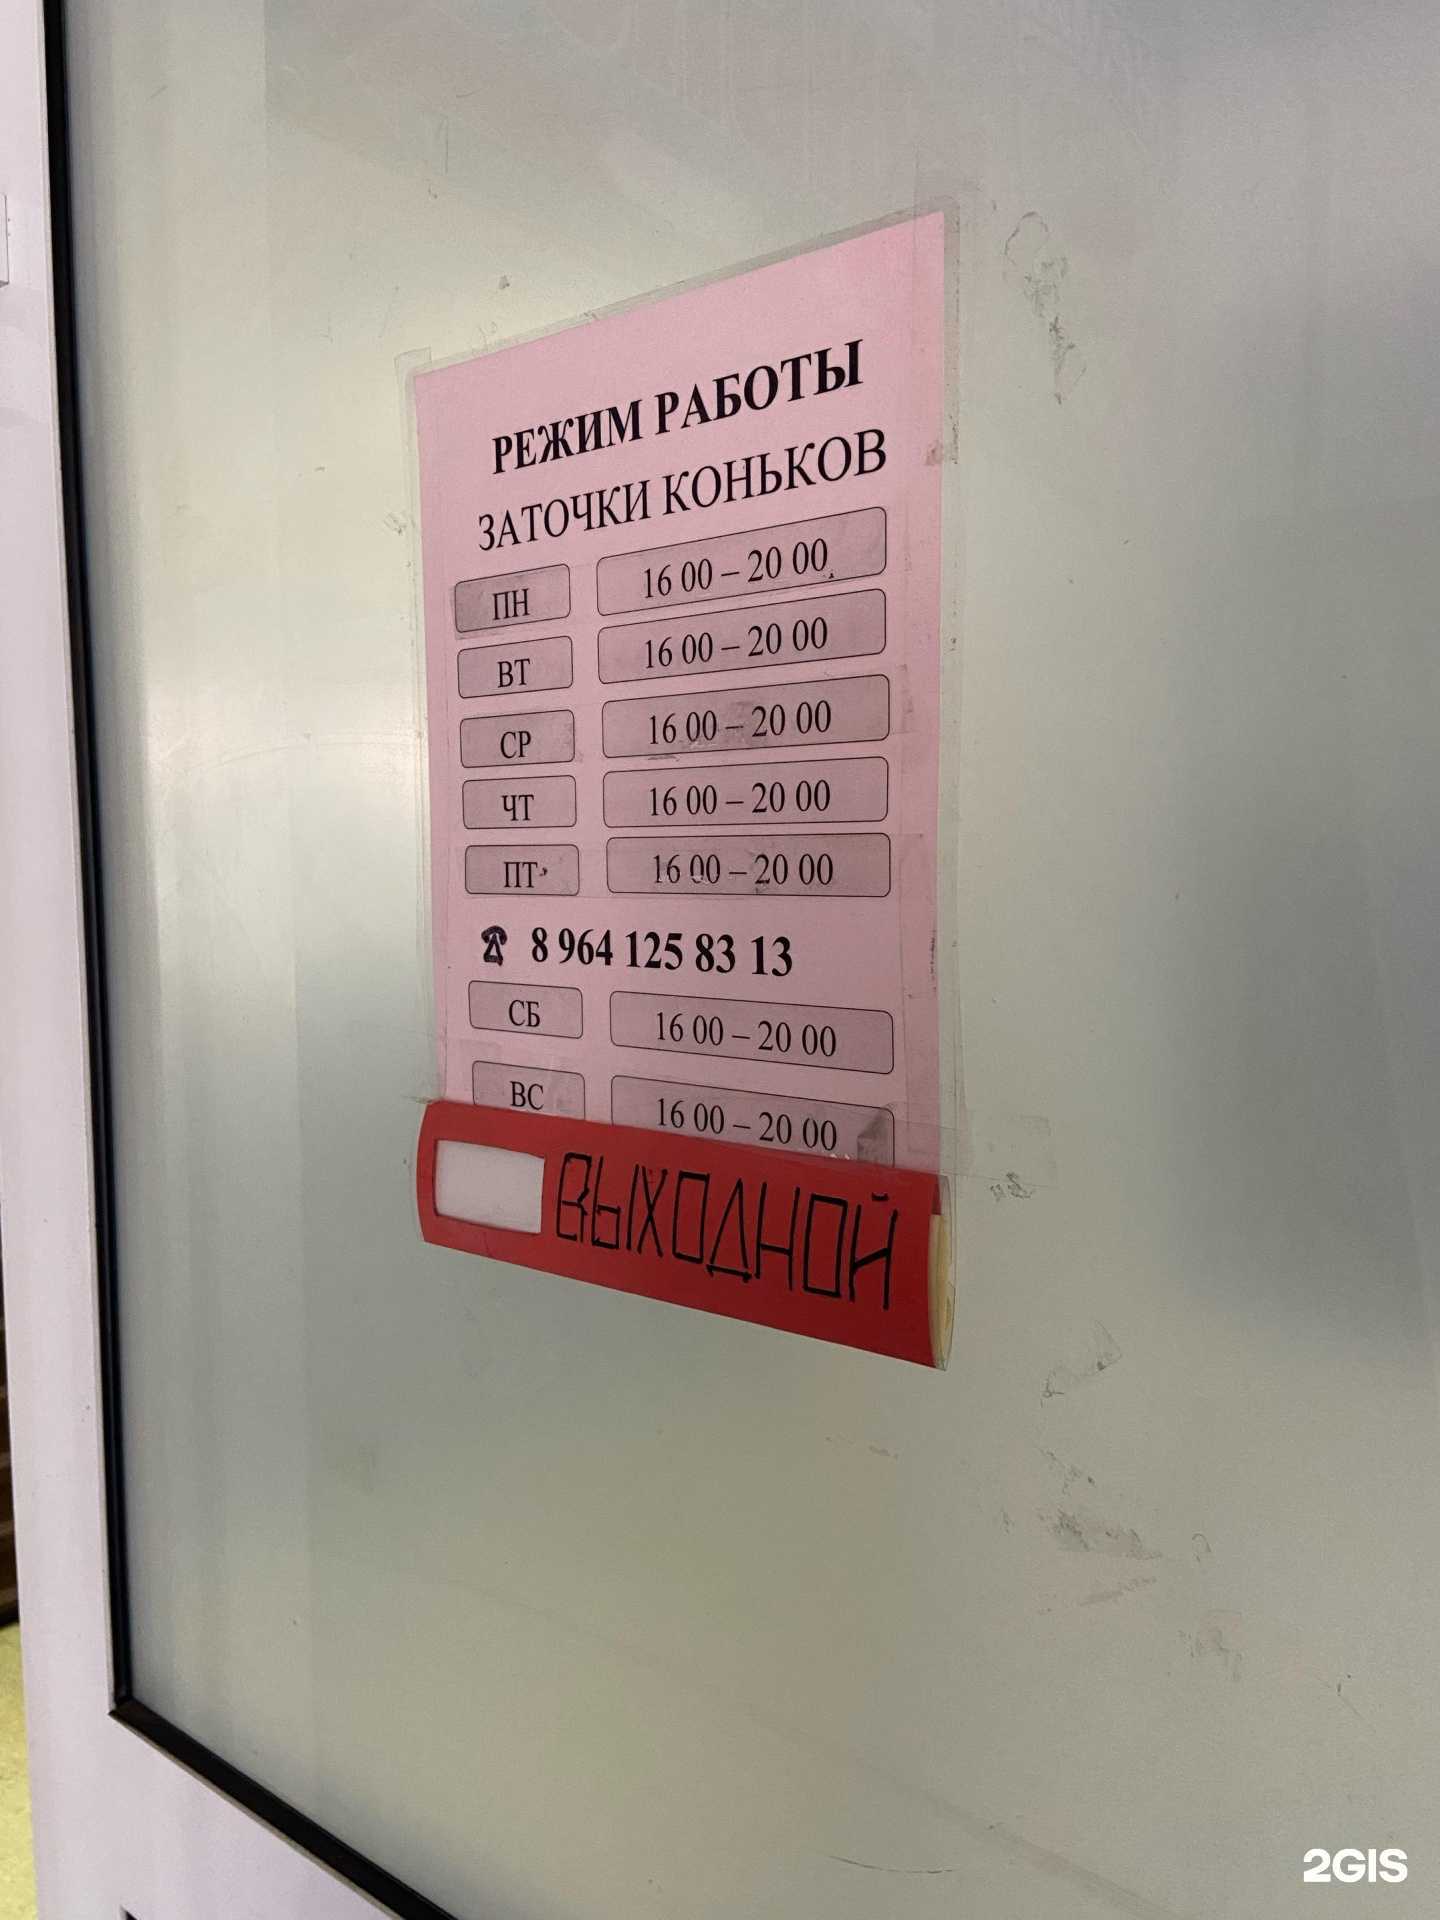 РЕЖИМ РАБОТЫ
ЗАТОЧКИ КОНЬКОВ
ПН 16 00 – 20 00
ВТ 16 00 – 20 00
СР 16 00 – 20 00
ЧТ 16 00 – 20 00
ПТ 16 00 – 20 00
☎ 8 964 125 83 13
СБ 16 00 – 20 00
ВС 16 00 – 20 00
ВЫХОДНОЙ
2GIS